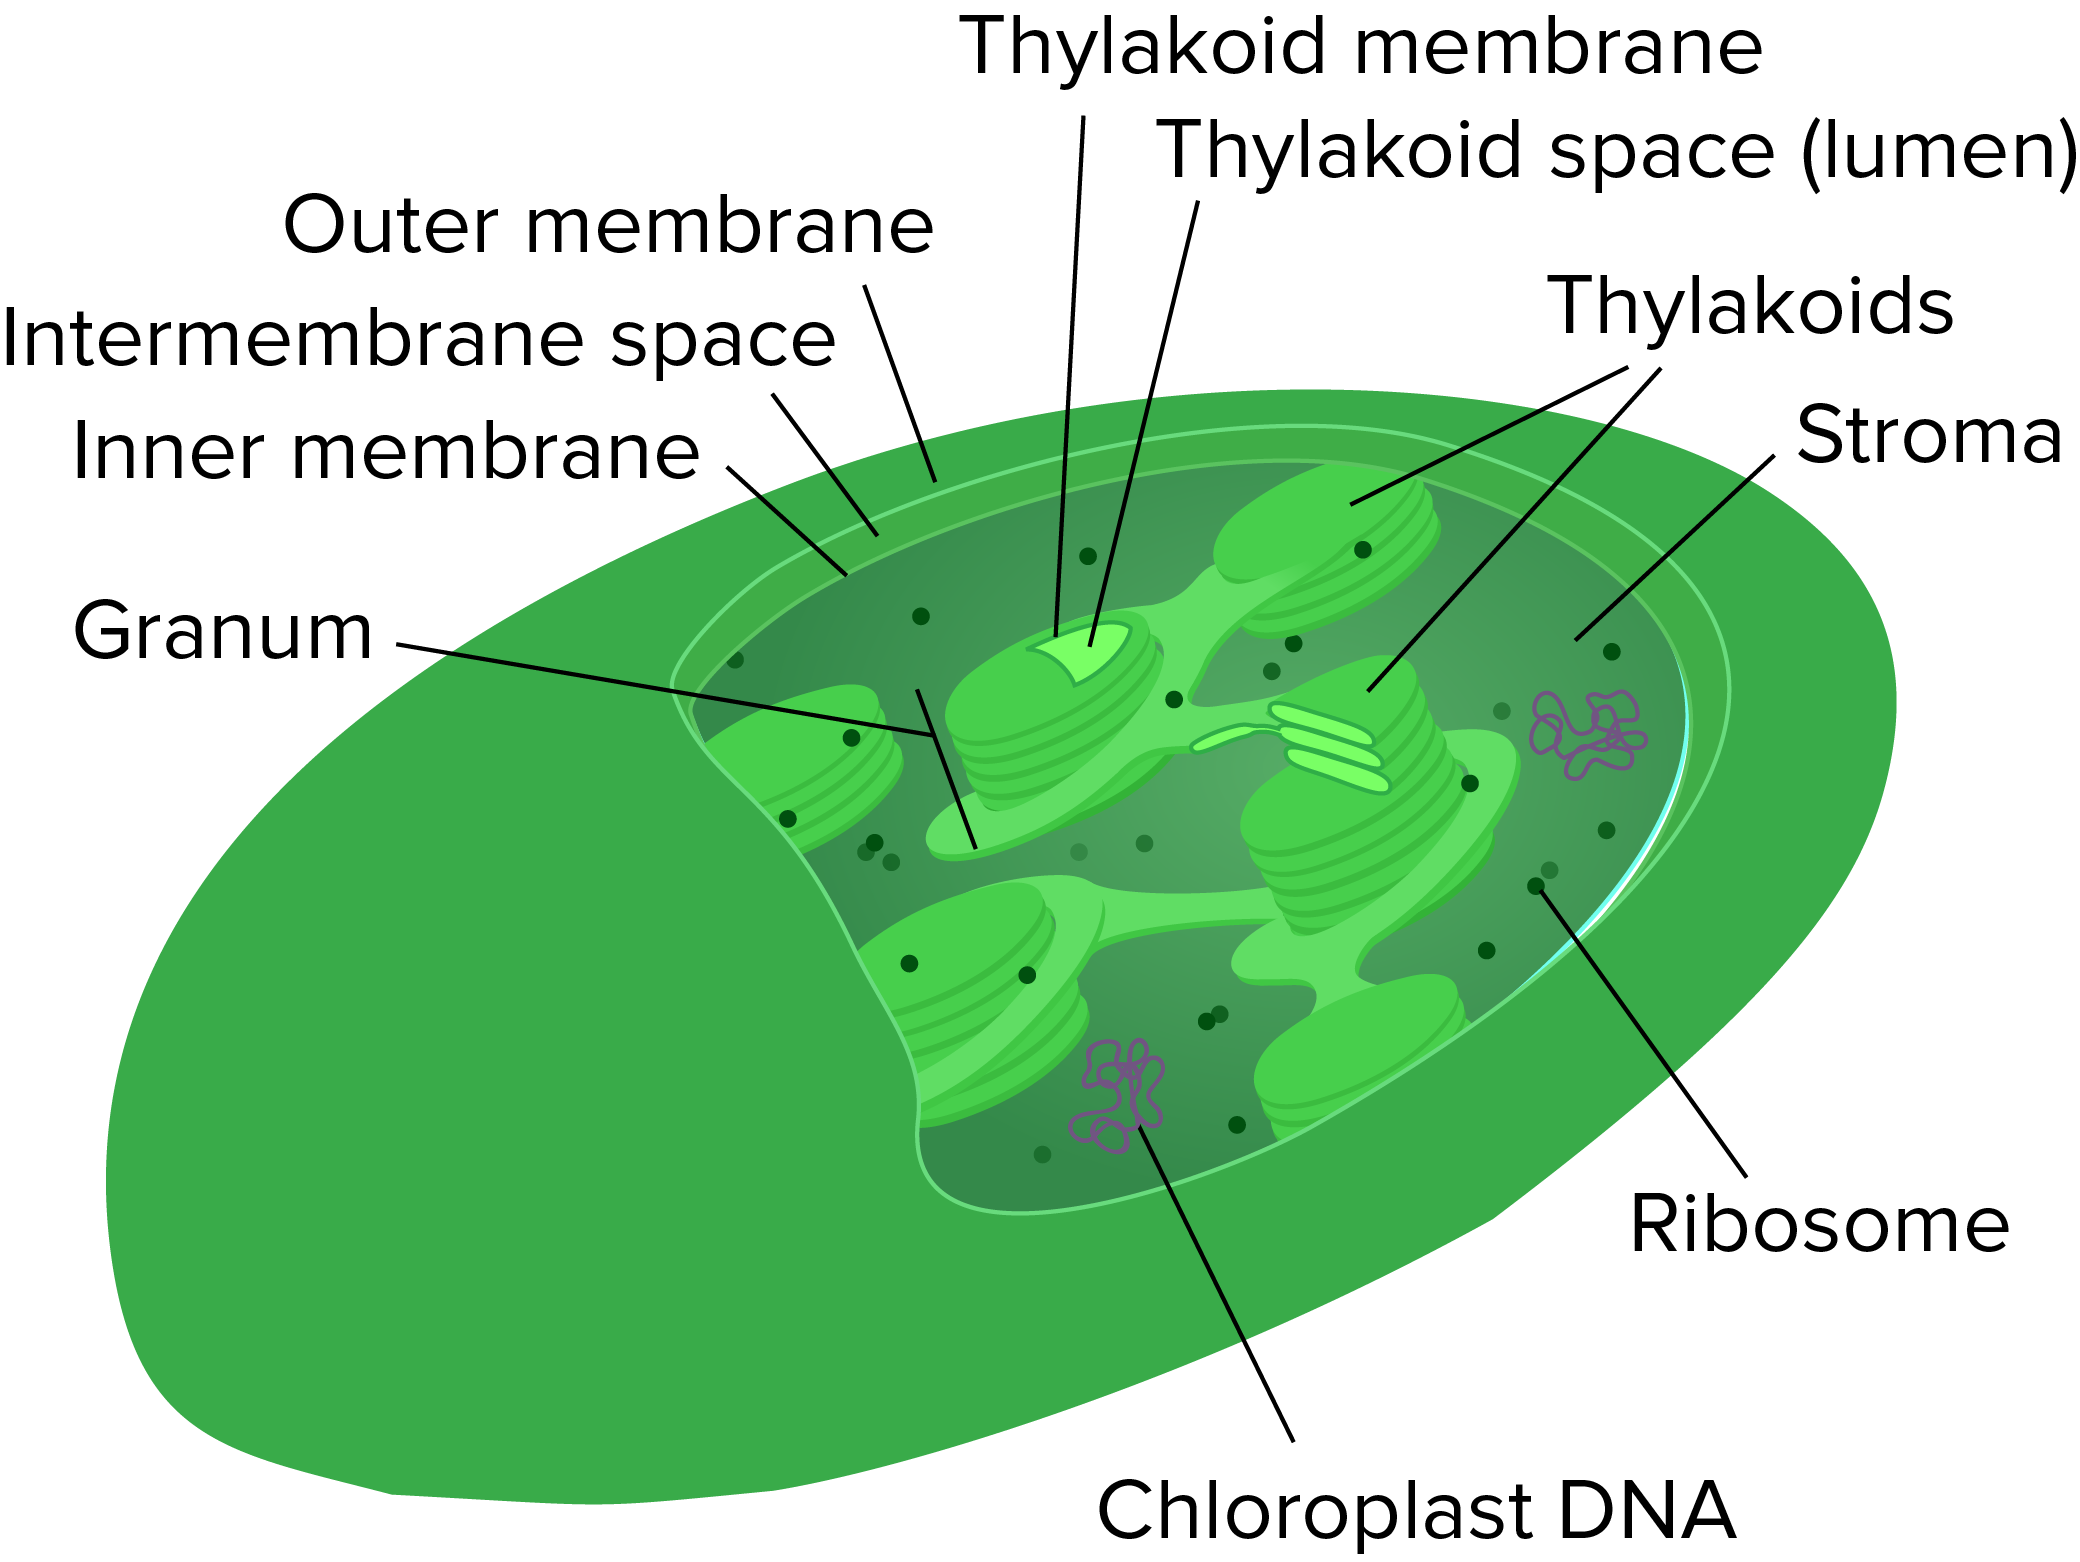 Thylakoid membrane
Thylakoid space (lumen)
Outer membrane
Thylakoids
Intermembrane space
Stroma
Inner membrane
Granum
Ribosome
Chloroplast DNA